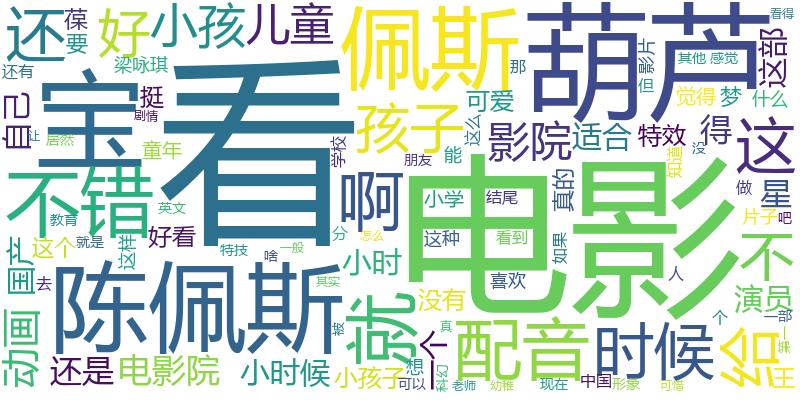 还
葆
要
好
小孩
儿童
佩斯
葫芦
看得
这部
梁咏琪
还有
宝
看
挺
剧情
自己
让
居然
童年
孩子
可爱
这么
能
那
影院
适合
特效
但
影片
其他
感觉
觉得
梦
什么
得
这
不错
学校
朋友
啊
电影
小学
结尾
真的
知道
没
做
星
吧
教育
英文
这个
就是
这样
好看
特技
分
怎么
一般
小时
这种
看到
如果
喜欢
片子
不
国产
去
陈佩斯
啥
其实
就
没有
人
演员
动画
还是
电影院
小时候
被
小孩子
可以
想
一个
真
科幻
配音
老师
幼稚
现在
时候
中国
形象
可惜
个
给
一部
王